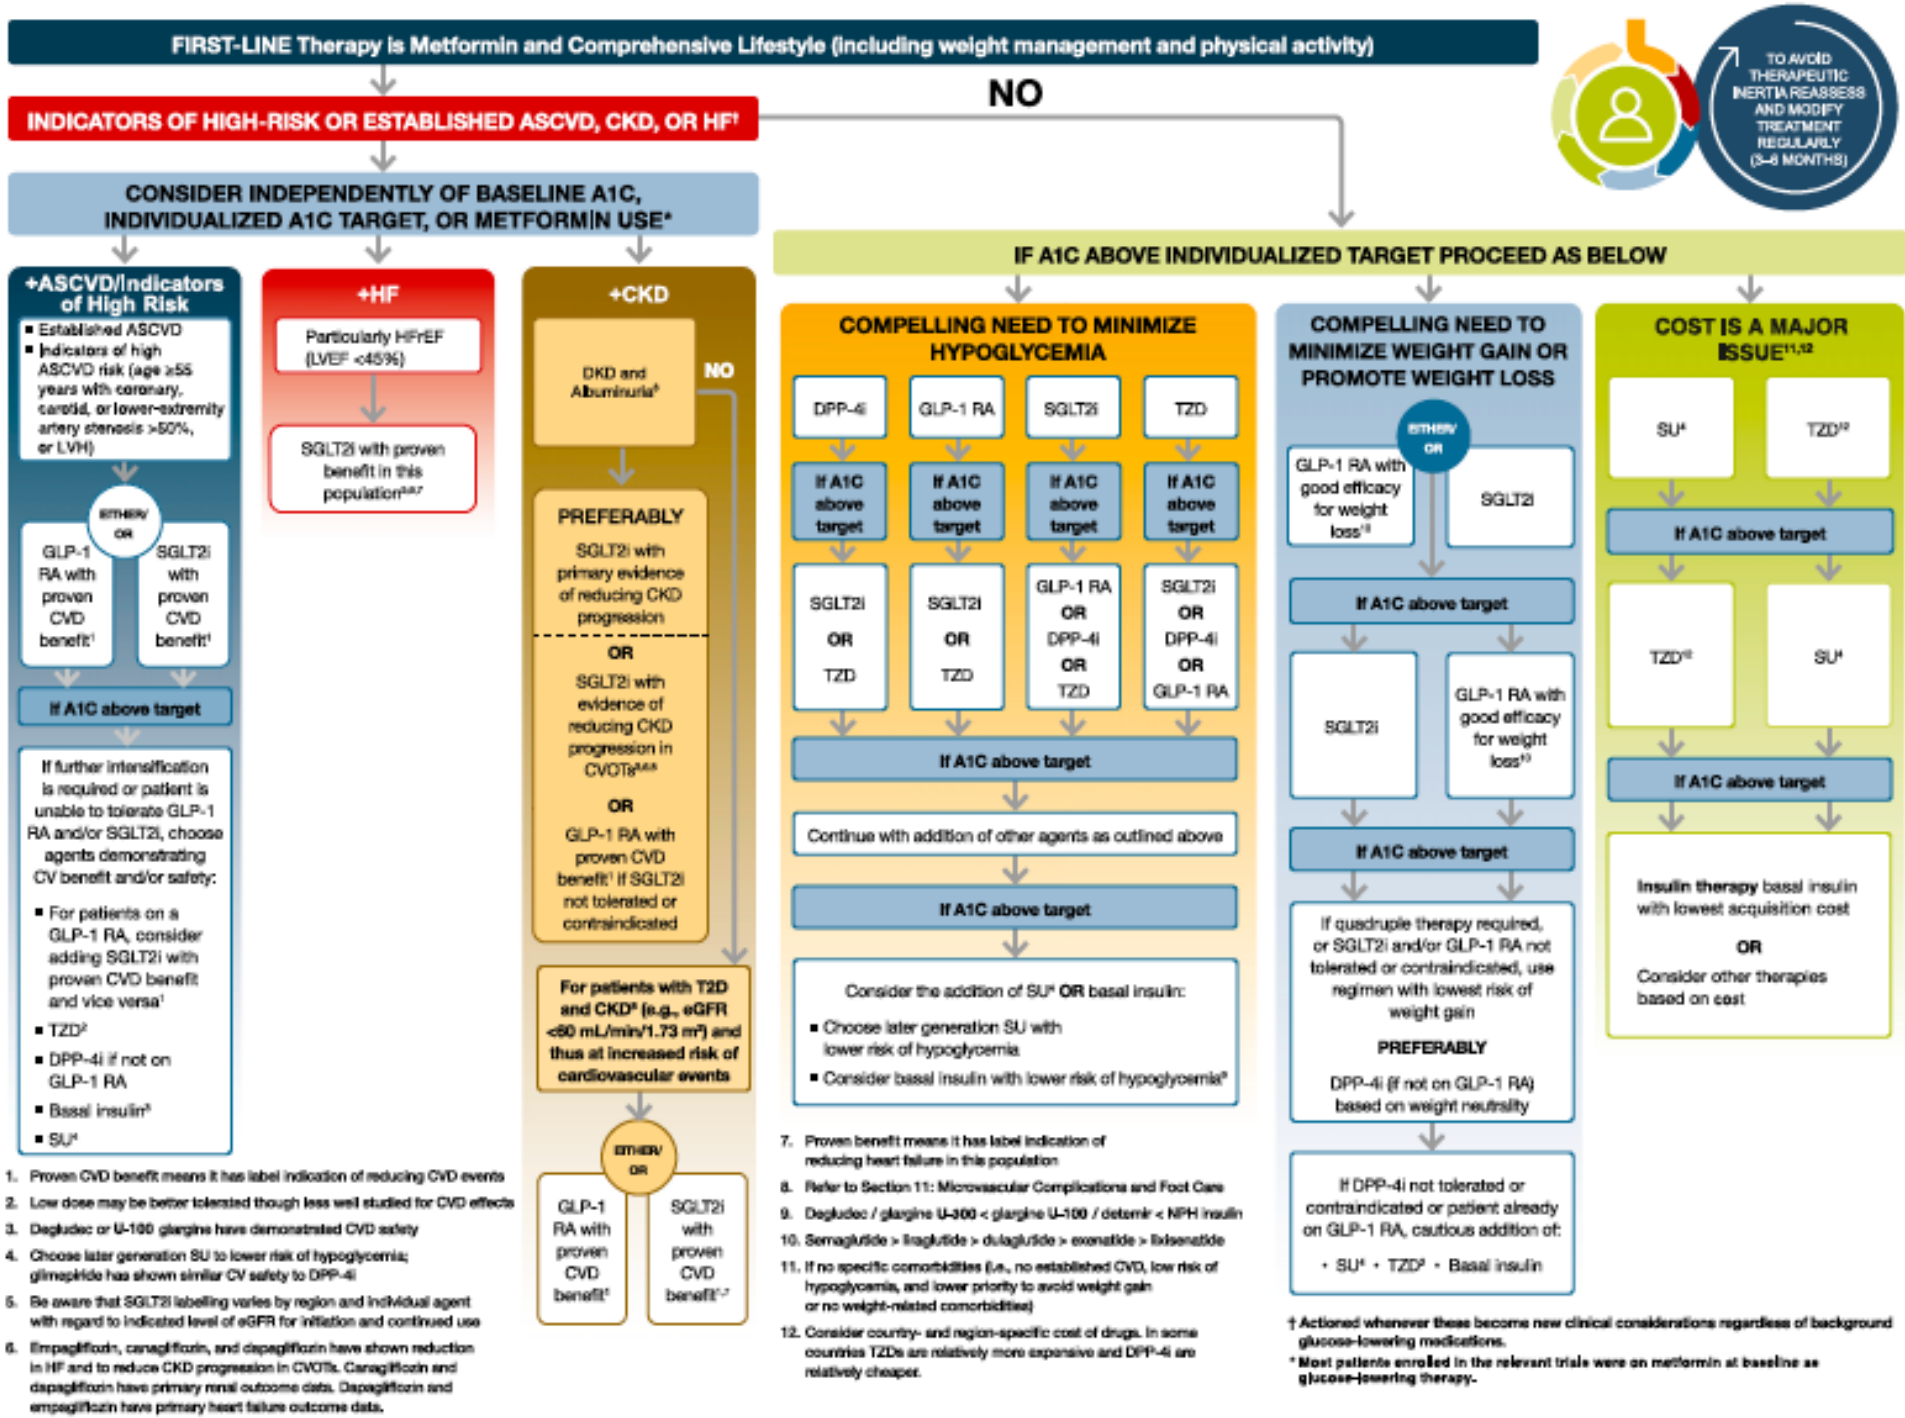 FIRST-LINE Therapy is Metformin and Comprehensive Lifestyle (including weight management and physical activity)
TO AVOID
THERAPEUTIC
INERTIA REASSESS
AND MODIFY
TREATMENT
REGULARLY
(3–6 MONTHS)
INDICATORS OF HIGH-RISK OR ESTABLISHED ASCVD, CKD, OR HF†
NO
CONSIDER INDEPENDENTLY OF BASELINE A1C,
INDIVIDUALIZED A1C TARGET, OR METFORMIN USE*
+ASCVD/Indicators
of High Risk
▪ Established ASCVD
▪ Indicators of high
ASCVD risk (age ≥55
years with coronary,
carotid, or lower-extremity
artery stenosis >50%,
or LVH)
EITHER/
OR
GLP-1
RA with
proven
CVD
benefit¹
SGLT2i
with
proven
CVD
benefit¹
If A1C above target
If further intensification
is required or patient is
unable to tolerate GLP-1
RA and/or SGLT2i, choose
agents demonstrating
CV benefit and/or safety:
▪ For patients on a
GLP-1 RA, consider
adding SGLT2i with
proven CVD benefit
and vice versa¹
▪ TZD²
▪ DPP-4i if not on
GLP-1 RA
▪ Basal insulin³
▪ SU⁴
+HF
Particularly HFrEF
(LVEF <45%)
SGLT2i with proven
benefit in this
population⁵,⁶,⁷
+CKD
DKD and
Albuminuria⁸
NO
PREFERABLY
SGLT2i with
primary evidence
of reducing CKD
progression
OR
SGLT2i with
evidence of
reducing CKD
progression in
CVOTs⁵,⁶,⁸
OR
GLP-1 RA with
proven CVD
benefit¹ if SGLT2i
not tolerated or
contraindicated
For patients with T2D
and CKD⁸ (e.g., eGFR
<60 mL/min/1.73 m²) and
thus at increased risk of
cardiovascular events
EITHER/
OR
GLP-1
RA with
proven
CVD
benefit¹
SGLT2i
with
proven
CVD
benefit¹,⁷
IF A1C ABOVE INDIVIDUALIZED TARGET PROCEED AS BELOW
COMPELLING NEED TO MINIMIZE
HYPOGLYCEMIA
DPP-4i
GLP-1 RA
SGLT2i
TZD
If A1C
above
target
If A1C
above
target
If A1C
above
target
If A1C
above
target
SGLT2i
OR
TZD
SGLT2i
OR
TZD
GLP-1 RA
OR
DPP-4i
OR
TZD
SGLT2i
OR
DPP-4i
OR
GLP-1 RA
If A1C above target
Continue with addition of other agents as outlined above
If A1C above target
Consider the addition of SU⁴ OR basal insulin:
▪ Choose later generation SU with
lower risk of hypoglycemia
▪ Consider basal insulin with lower risk of hypoglycemia⁹
COMPELLING NEED TO
MINIMIZE WEIGHT GAIN OR
PROMOTE WEIGHT LOSS
EITHER/
OR
GLP-1 RA with
good efficacy
for weight
loss¹⁰
SGLT2i
If A1C above target
SGLT2i
GLP-1 RA with
good efficacy
for weight
loss¹⁰
If A1C above target
If quadruple therapy required,
or SGLT2i and/or GLP-1 RA not
tolerated or contraindicated, use
regimen with lowest risk of
weight gain
PREFERABLY
DPP-4i (if not on GLP-1 RA)
based on weight neutrality
If DPP-4i not tolerated or
contraindicated or patient already
on GLP-1 RA, cautious addition of:
• SU⁴ • TZD² • Basal insulin
COST IS A MAJOR
ISSUE¹¹,¹²
SU⁴
TZD¹²
If A1C above target
TZD¹²
SU⁴
If A1C above target
Insulin therapy basal insulin
with lowest acquisition cost
OR
Consider other therapies
based on cost
1. Proven CVD benefit means it has label indication of reducing CVD events
2. Low dose may be better tolerated though less well studied for CVD effects
3. Degludec or U-100 glargine have demonstrated CVD safety
4. Choose later generation SU to lower risk of hypoglycemia;
glimepiride has shown similar CV safety to DPP-4i
5. Be aware that SGLT2i labelling varies by region and individual agent
with regard to indicated level of eGFR for initiation and continued use
6. Empagliflozin, canagliflozin, and dapagliflozin have shown reduction
in HF and to reduce CKD progression in CVOTs. Canagliflozin and
dapagliflozin have primary renal outcome data. Dapagliflozin and
empagliflozin have primary heart failure outcome data.
7. Proven benefit means it has label indication of
reducing heart failure in this population
8. Refer to Section 11: Microvascular Complications and Foot Care
9. Degludec / glargine U-300 < glargine U-100 / detemir < NPH insulin
10. Semaglutide > liraglutide > dulaglutide > exenatide > lixisenatide
11. If no specific comorbidities (i.e., no established CVD, low risk of
hypoglycemia, and lower priority to avoid weight gain
or no weight-related comorbidities)
12. Consider country- and region-specific cost of drugs. In some
countries TZDs are relatively more expensive and DPP-4i are
relatively cheaper.
† Actioned whenever these become new clinical considerations regardless of background
glucose-lowering medications.
* Most patients enrolled in the relevant trials were on metformin at baseline as
glucose-lowering therapy.